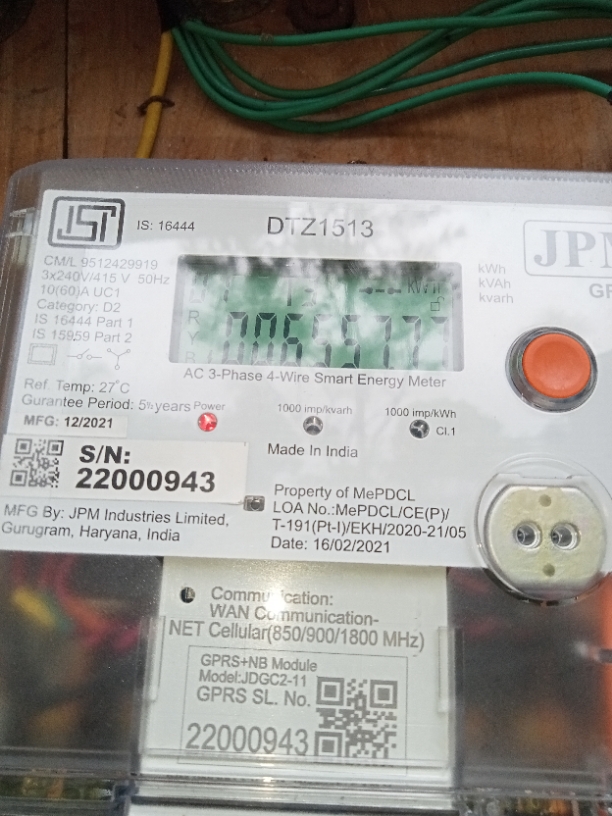 IS: 16444
DTZ1513
JPM
CM/L 9512429919
3x240V/415 V 50Hz
10(60)A UC1
Category: D2
IS 16444 Part 1
IS 15959 Part 2
kWh
kVAh
kvarh
R
Y
B
AC 3-Phase 4-Wire Smart Energy Meter
Ref. Temp: 27°C
Gurantee Period: 5½ years
Power
1000 imp/kvarh
1000 imp/kWh
Cl.1
MFG: 12/2021
S/N:
22000943
Made In India
MFG By: JPM Industries Limited,
Gurugram, Haryana, India
Property of MePDCL
LOA No.:MePDCL/CE(P)/
T-191(Pt-I)/EKH/2020-21/05
Date: 16/02/2021
Communication:
WAN Communication-
NET Cellular(850/900/1800 MHz)
GPRS+NB Module
Model:JDGC2-11
GPRS SL. No.
22000943